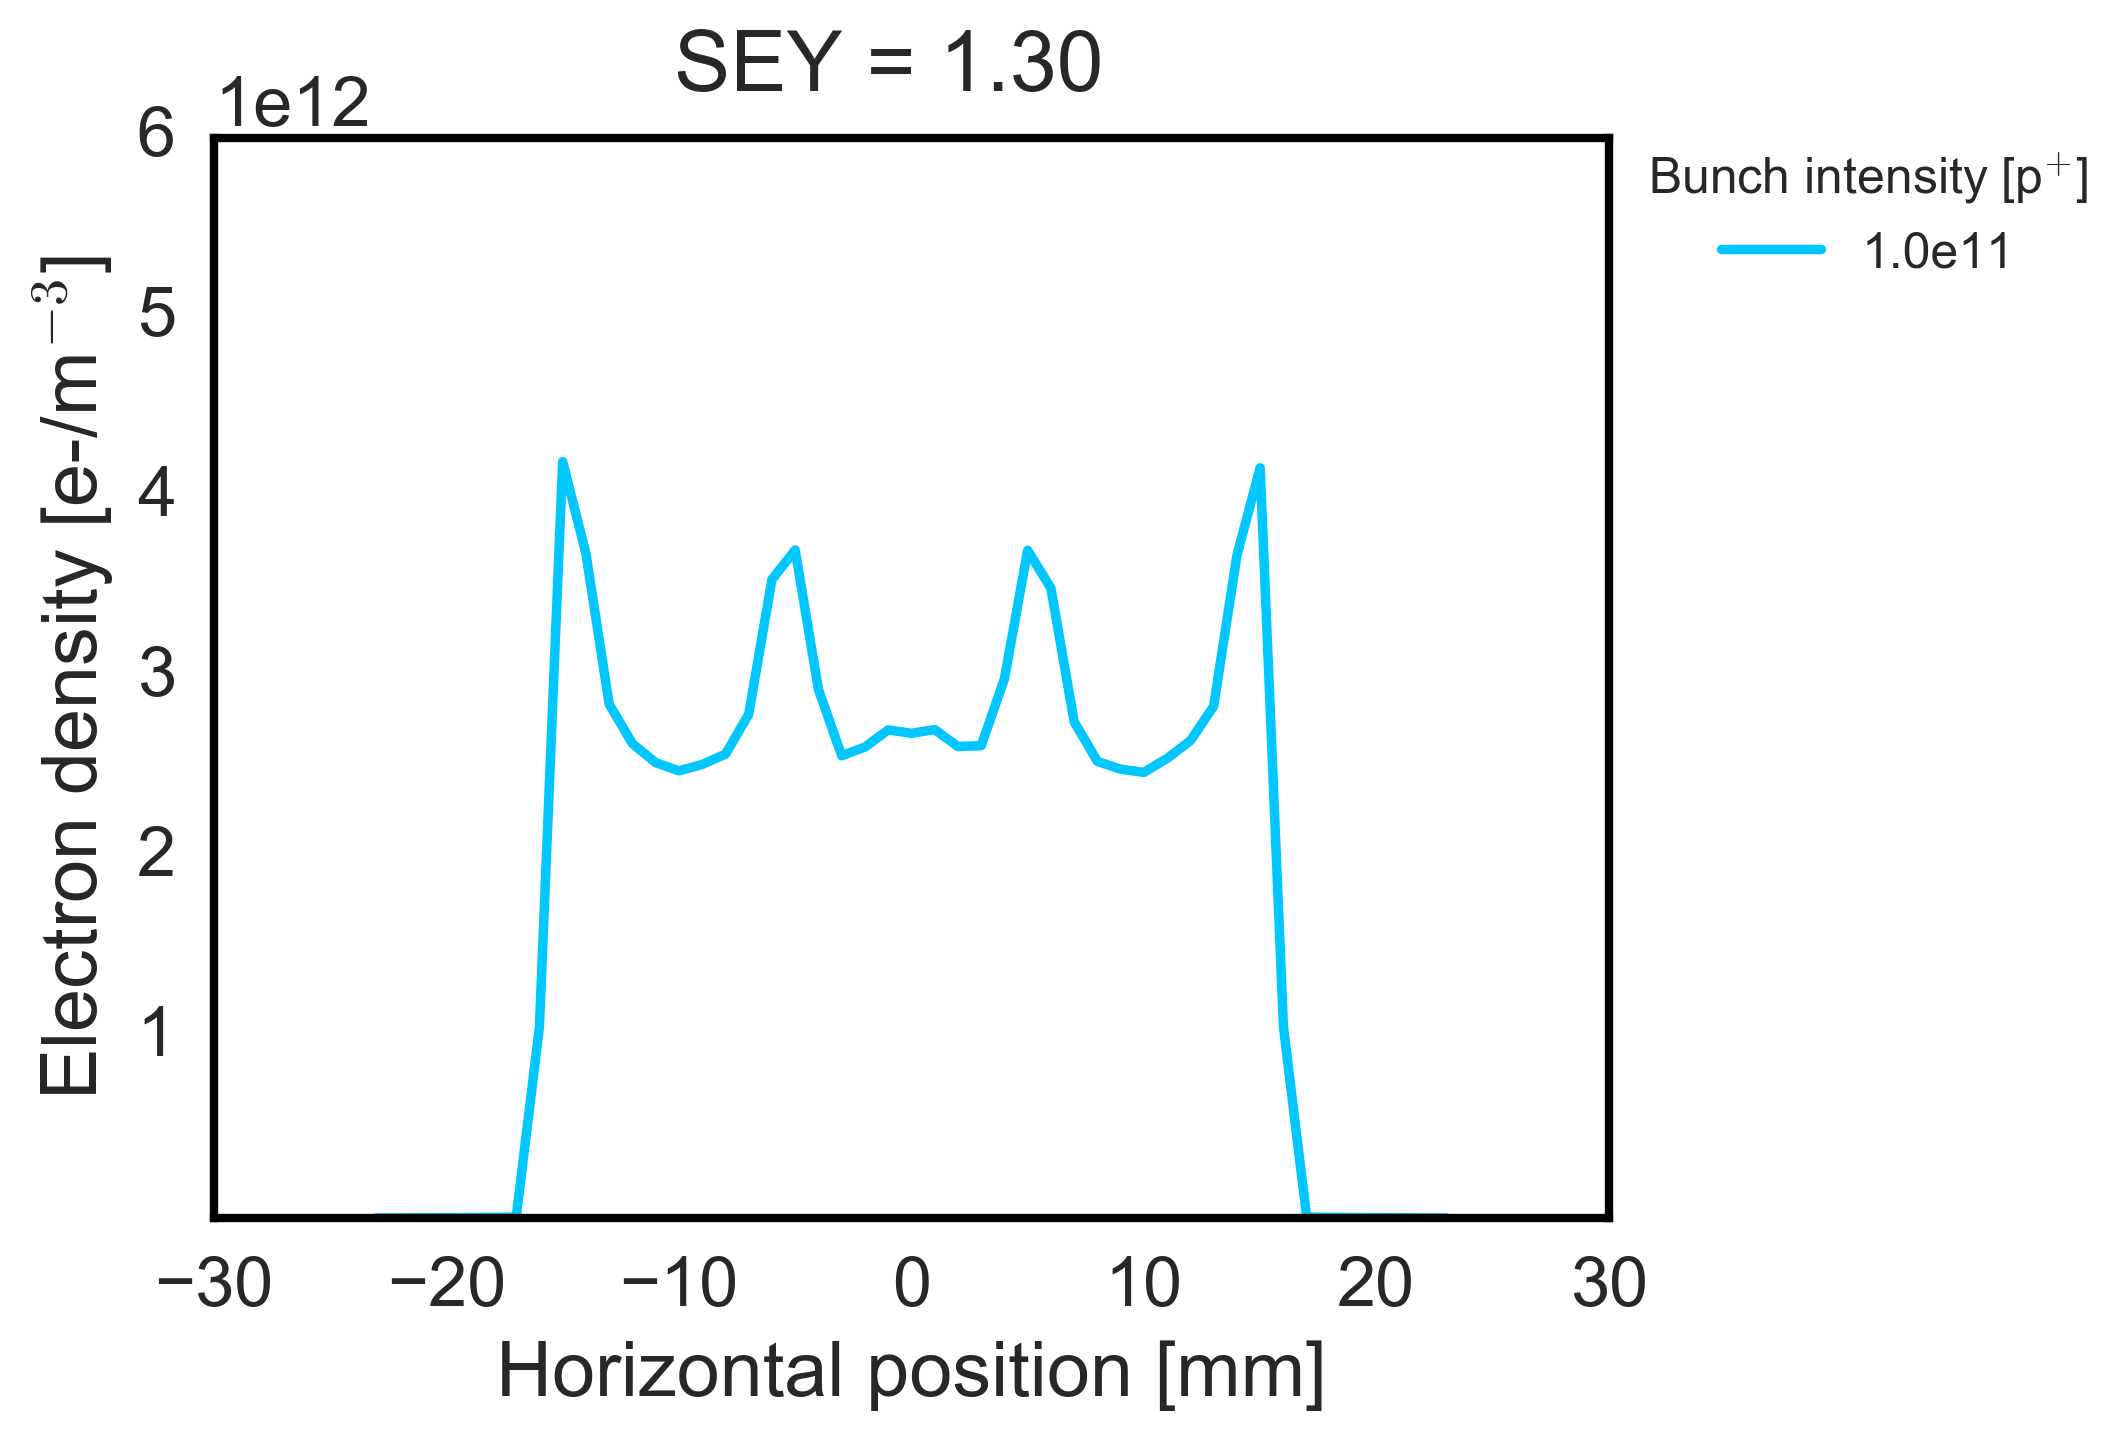 SEY = 1.30
1e12
6
5
4
3
2
1
Electron density [e-/m⁻³]
−30 −20 −10 0 10 20 30
Horizontal position [mm]
Bunch intensity [p⁺]
1.0e11